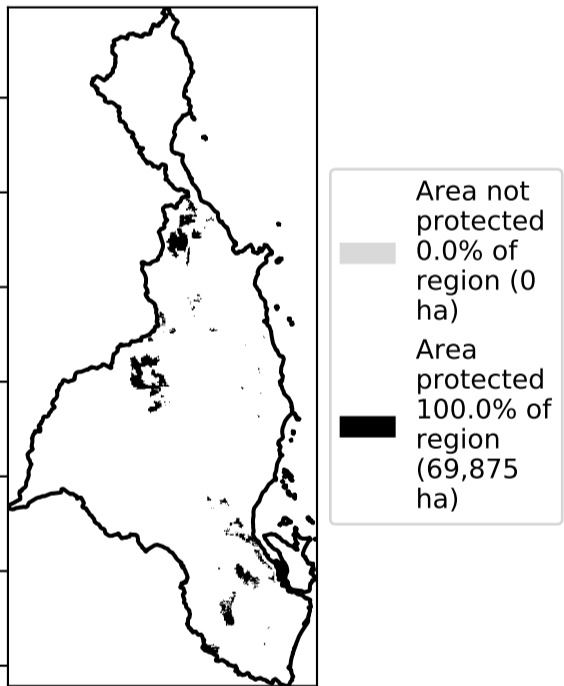 Area not
protected
0.0% of
region (0
ha)
Area
protected
100.0% of
region
(69,875
ha)